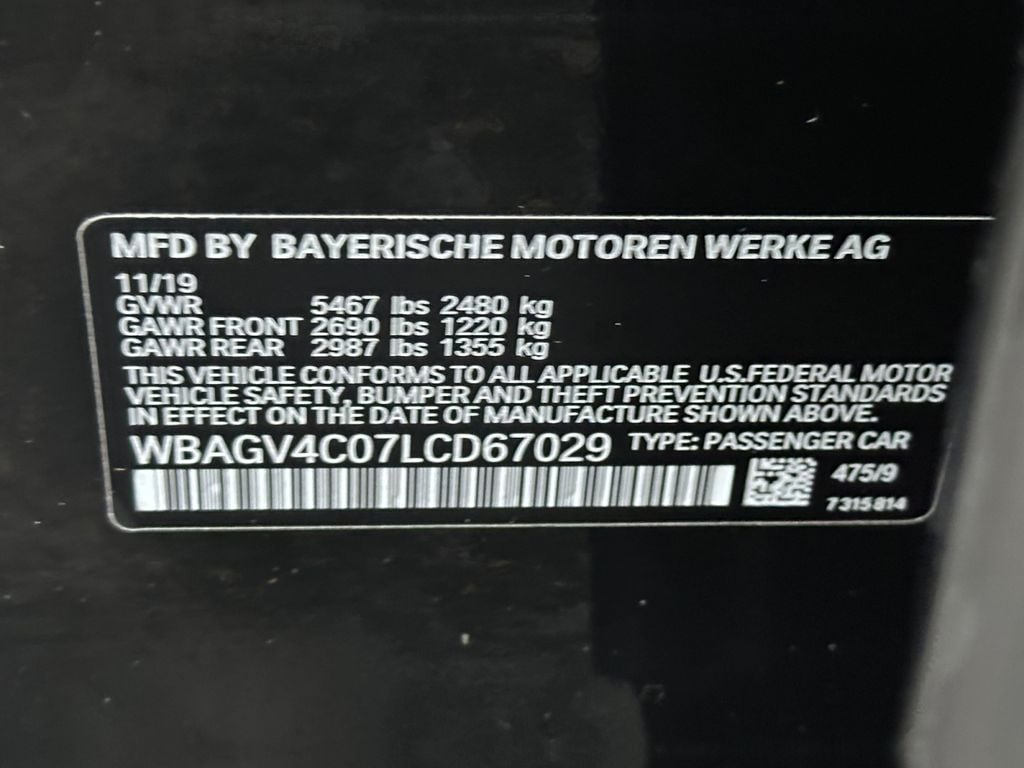 MFD BY BAYERISCHE MOTOREN WERKE AG
11/19
GVWR 5467 lbs 2480 kg
GAWR FRONT 2690 lbs 1220 kg
GAWR REAR 2987 lbs 1355 kg
THIS VEHICLE CONFORMS TO ALL APPLICABLE U.S.FEDERAL MOTOR
VEHICLE SAFETY, BUMPER AND THEFT PREVENTION STANDARDS
IN EFFECT ON THE DATE OF MANUFACTURE SHOWN ABOVE.
WBAGV4C07LCD67029 TYPE: PASSENGER CAR
475/9
7315814